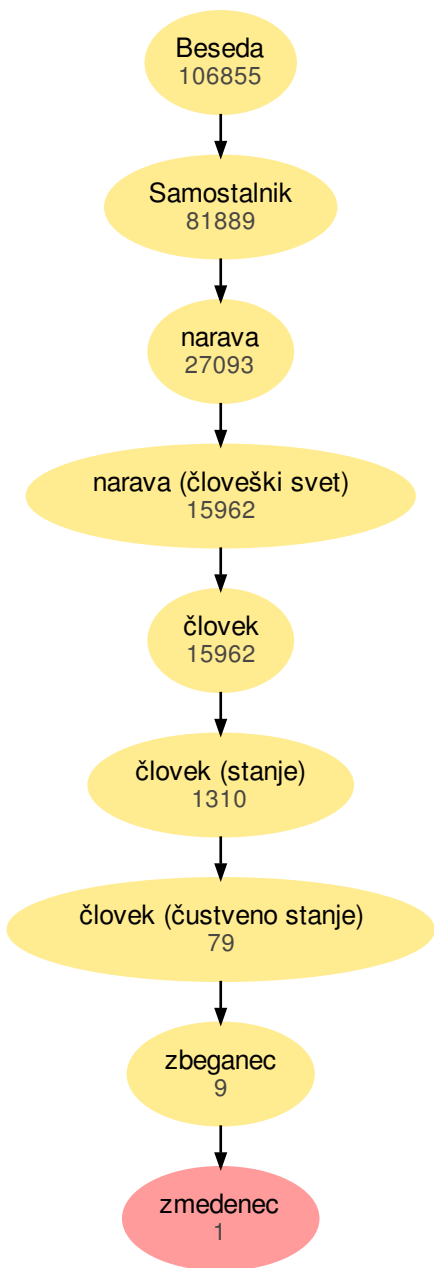 Beseda
106855
Samostalnik
81889
narava
27093
narava (človeški svet)
15962
človek
15962
človek (stanje)
1310
človek (čustveno stanje)
79
zbeganec
9
zmedenec
1